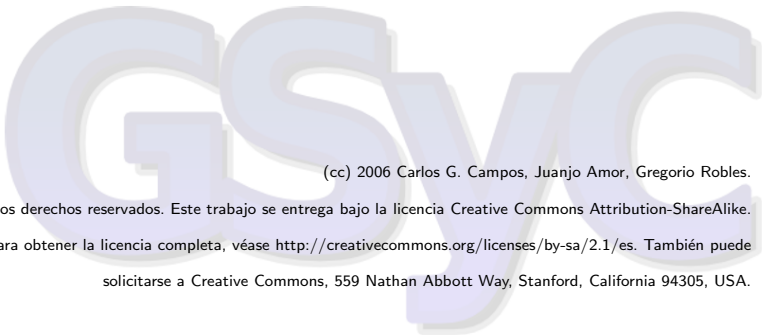 GSyC
(cc) 2006 Carlos G. Campos, Juanjo Amor, Gregorio Robles.
os derechos reservados. Este trabajo se entrega bajo la licencia Creative Commons Attribution-ShareAlike.
ara obtener la licencia completa, véase http://creativecommons.org/licenses/by-sa/2.1/es. También puede
solicitarse a Creative Commons, 559 Nathan Abbott Way, Stanford, California 94305, USA.